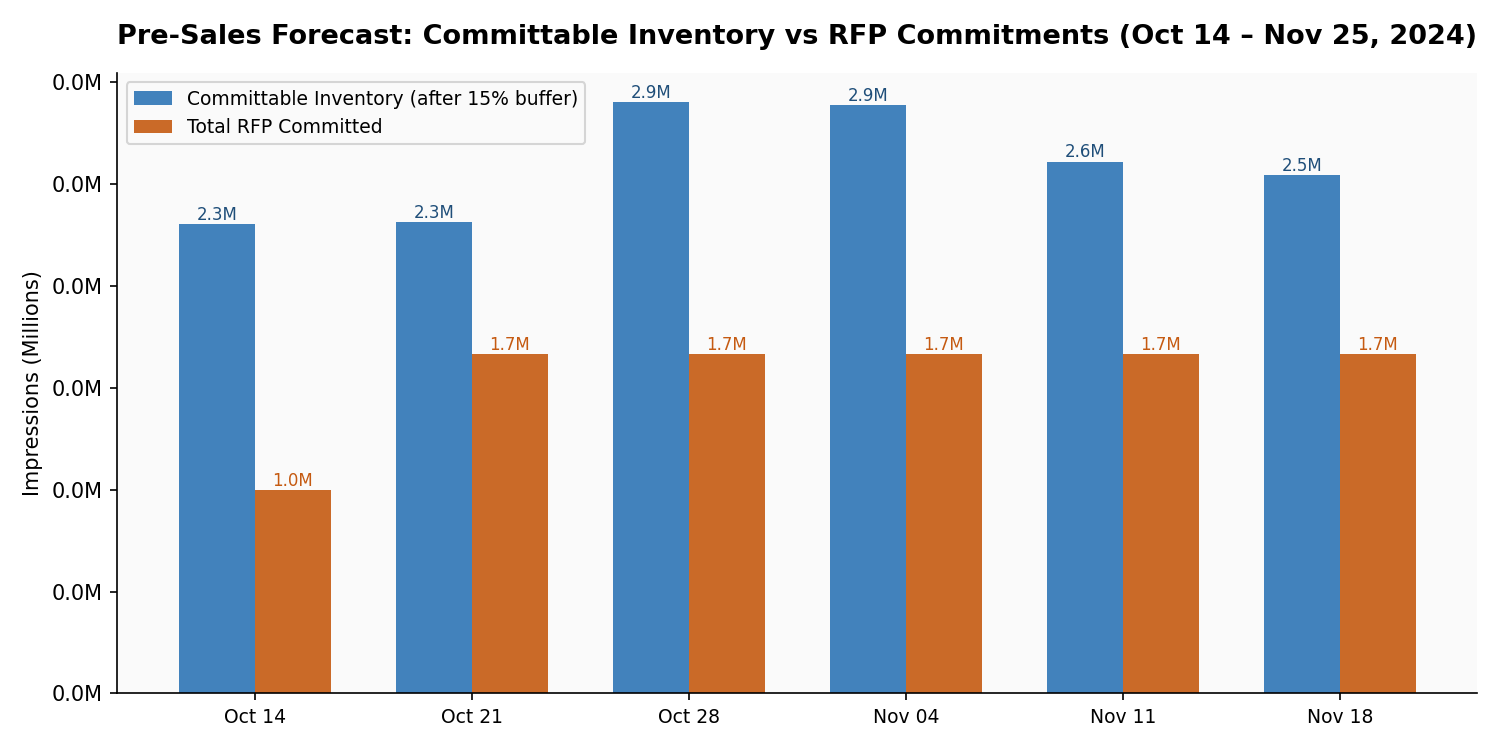 Pre-Sales Forecast: Committable Inventory vs RFP Commitments (Oct 14 – Nov 25, 2024)
Committable Inventory (after 15% buffer)
Total RFP Committed
Impressions (Millions)
0.0M
0.0M
0.0M
0.0M
0.0M
0.0M
0.0M
2.3M
1.0M
2.3M
1.7M
2.9M
1.7M
2.9M
1.7M
2.6M
1.7M
2.5M
1.7M
Oct 14
Oct 21
Oct 28
Nov 04
Nov 11
Nov 18